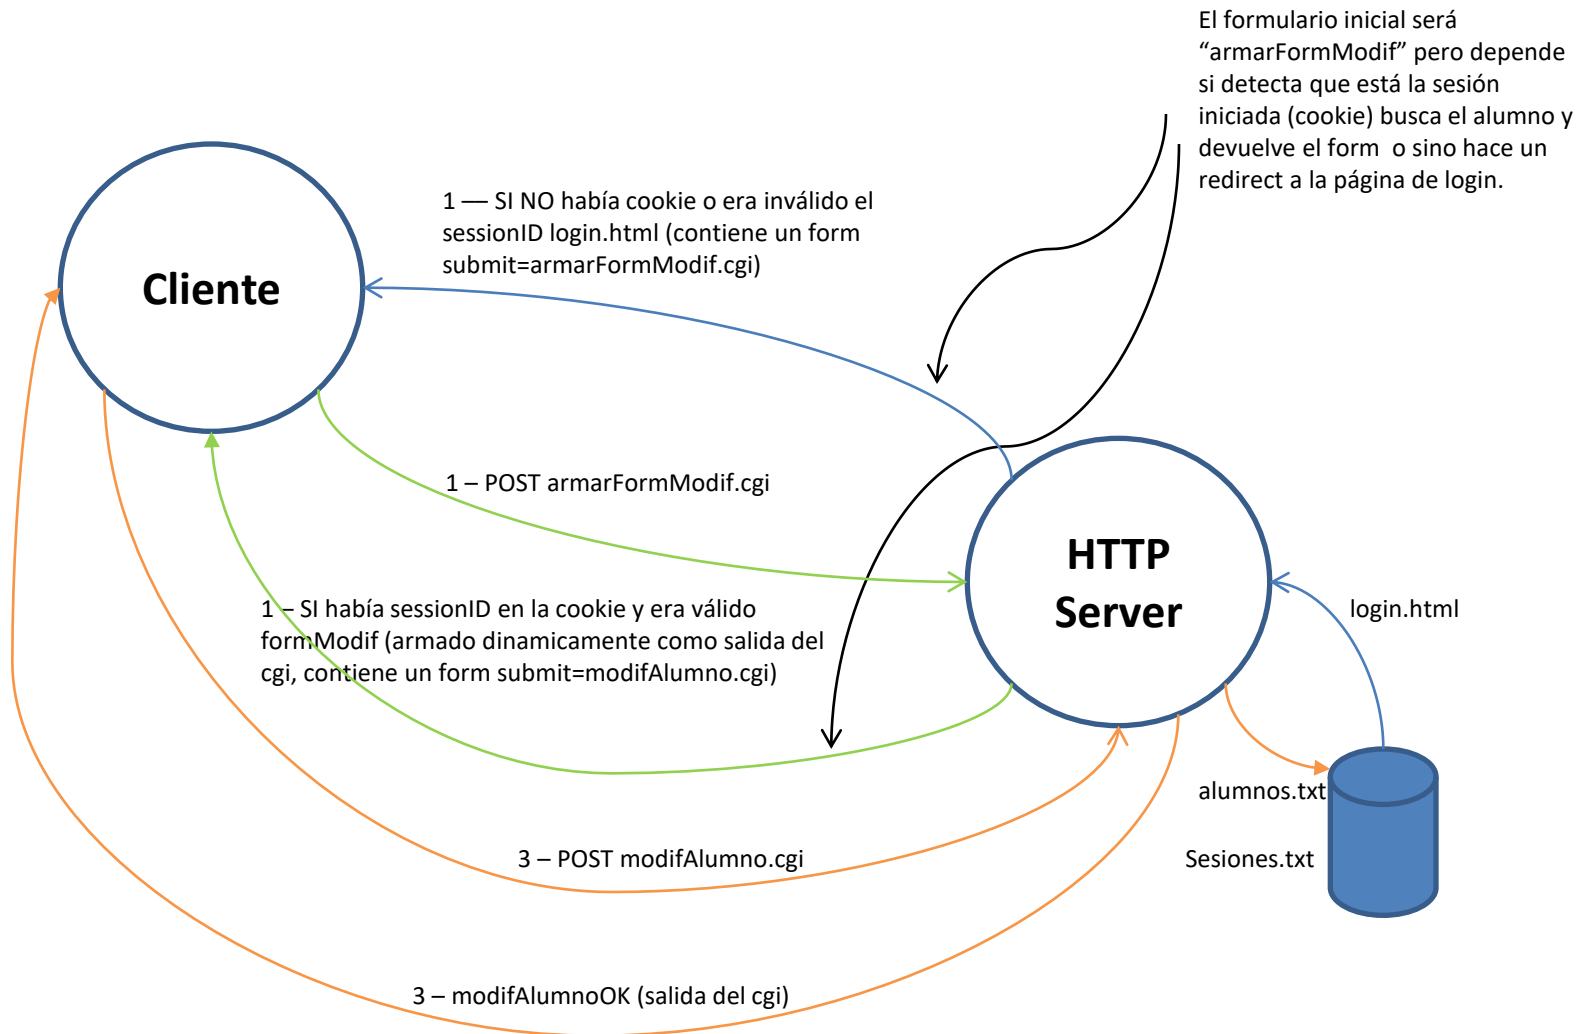 El formulario inicial será
“armarFormModif” pero depende
si detecta que está la sesión
iniciada (cookie) busca el alumno y
devuelve el form  o sino hace un
redirect a la página de login.
1 — SI NO había cookie o era inválido el
sessionID login.html (contiene un form
submit=armarFormModif.cgi)
Cliente
1 – POST armarFormModif.cgi
HTTP
Server
1 – SI había sessionID en la cookie y era válido
formModif (armado dinamicamente como salida del
cgi, contiene un form submit=modifAlumno.cgi)
login.html
alumnos.txt
Sesiones.txt
3 – POST modifAlumno.cgi
3 – modifAlumnoOK (salida del cgi)